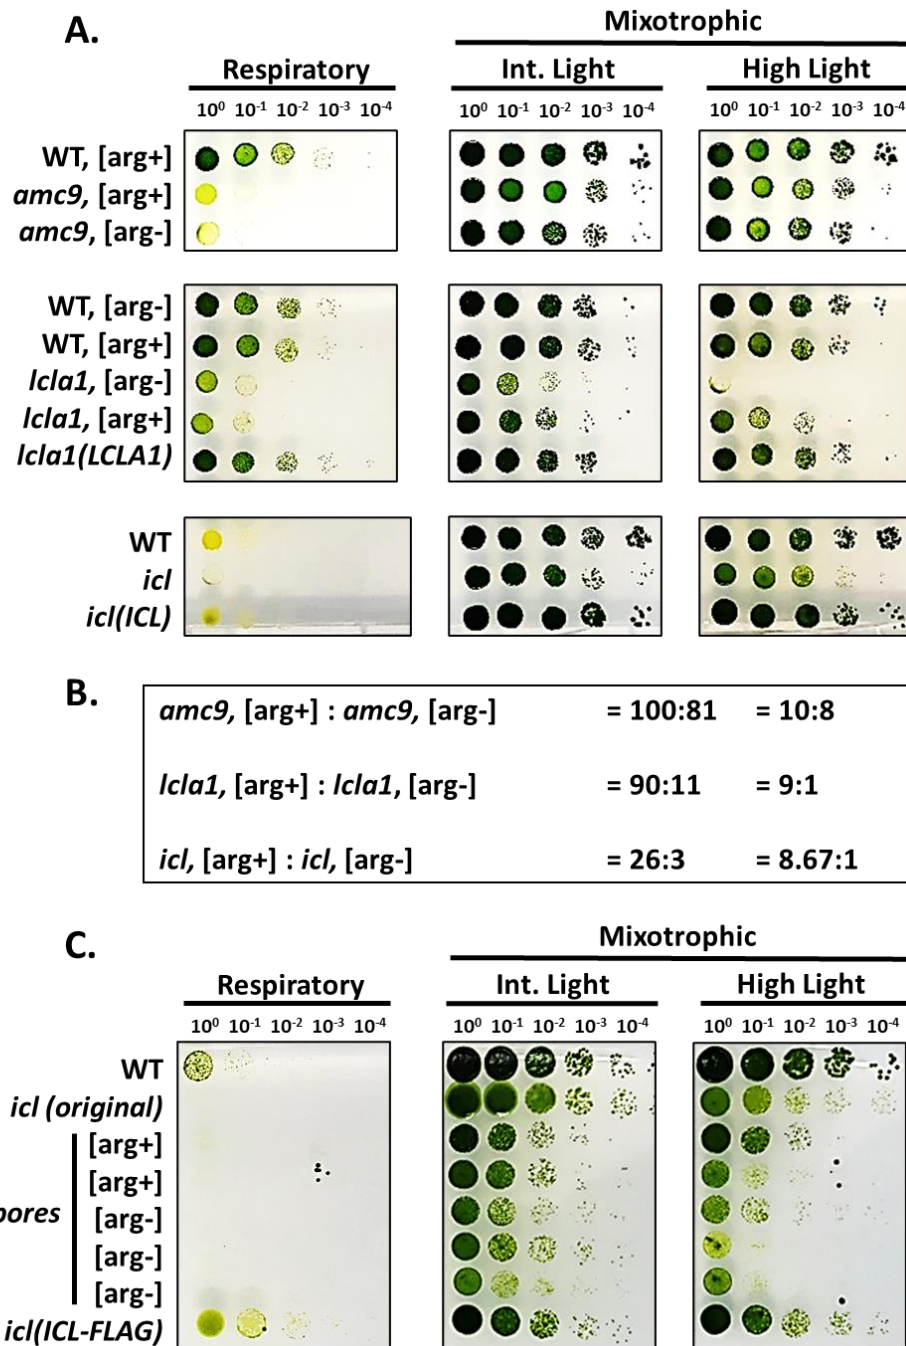 A.
Mixotrophic
Respiratory Int. Light High Light
10⁰ 10⁻¹ 10⁻² 10⁻³ 10⁻⁴ 10⁰ 10⁻¹ 10⁻² 10⁻³ 10⁻⁴ 10⁰ 10⁻¹ 10⁻² 10⁻³ 10⁻⁴
WT, [arg+]
amc9, [arg+]
amc9, [arg-]
WT, [arg-]
WT, [arg+]
lcla1, [arg-]
lcla1, [arg+]
lcla1(LCLA1)
WT
icl
icl(ICL)
B.
amc9, [arg+] : amc9, [arg-] = 100:81 = 10:8
lcla1, [arg+] : lcla1, [arg-] = 90:11 = 9:1
icl, [arg+] : icl, [arg-] = 26:3 = 8.67:1
C.
Mixotrophic
Respiratory Int. Light High Light
10⁰ 10⁻¹ 10⁻² 10⁻³ 10⁻⁴ 10⁰ 10⁻¹ 10⁻² 10⁻³ 10⁻⁴ 10⁰ 10⁻¹ 10⁻² 10⁻³ 10⁻⁴
WT
icl (original)
[arg+]
[arg+]
pores [arg-]
[arg-]
[arg-]
icl(ICL-FLAG)